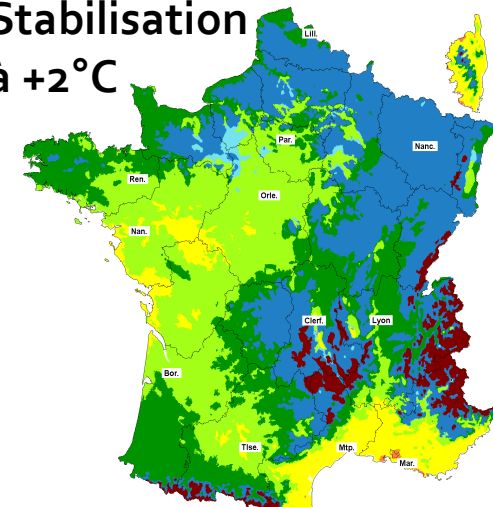 Stabilisation
à +2°C
Lill.
Par.
Nanc.
Ren.
Orle.
Nan.
Clerf.
Lyon
Bor.
Tlse.
Mtp.
Mar.